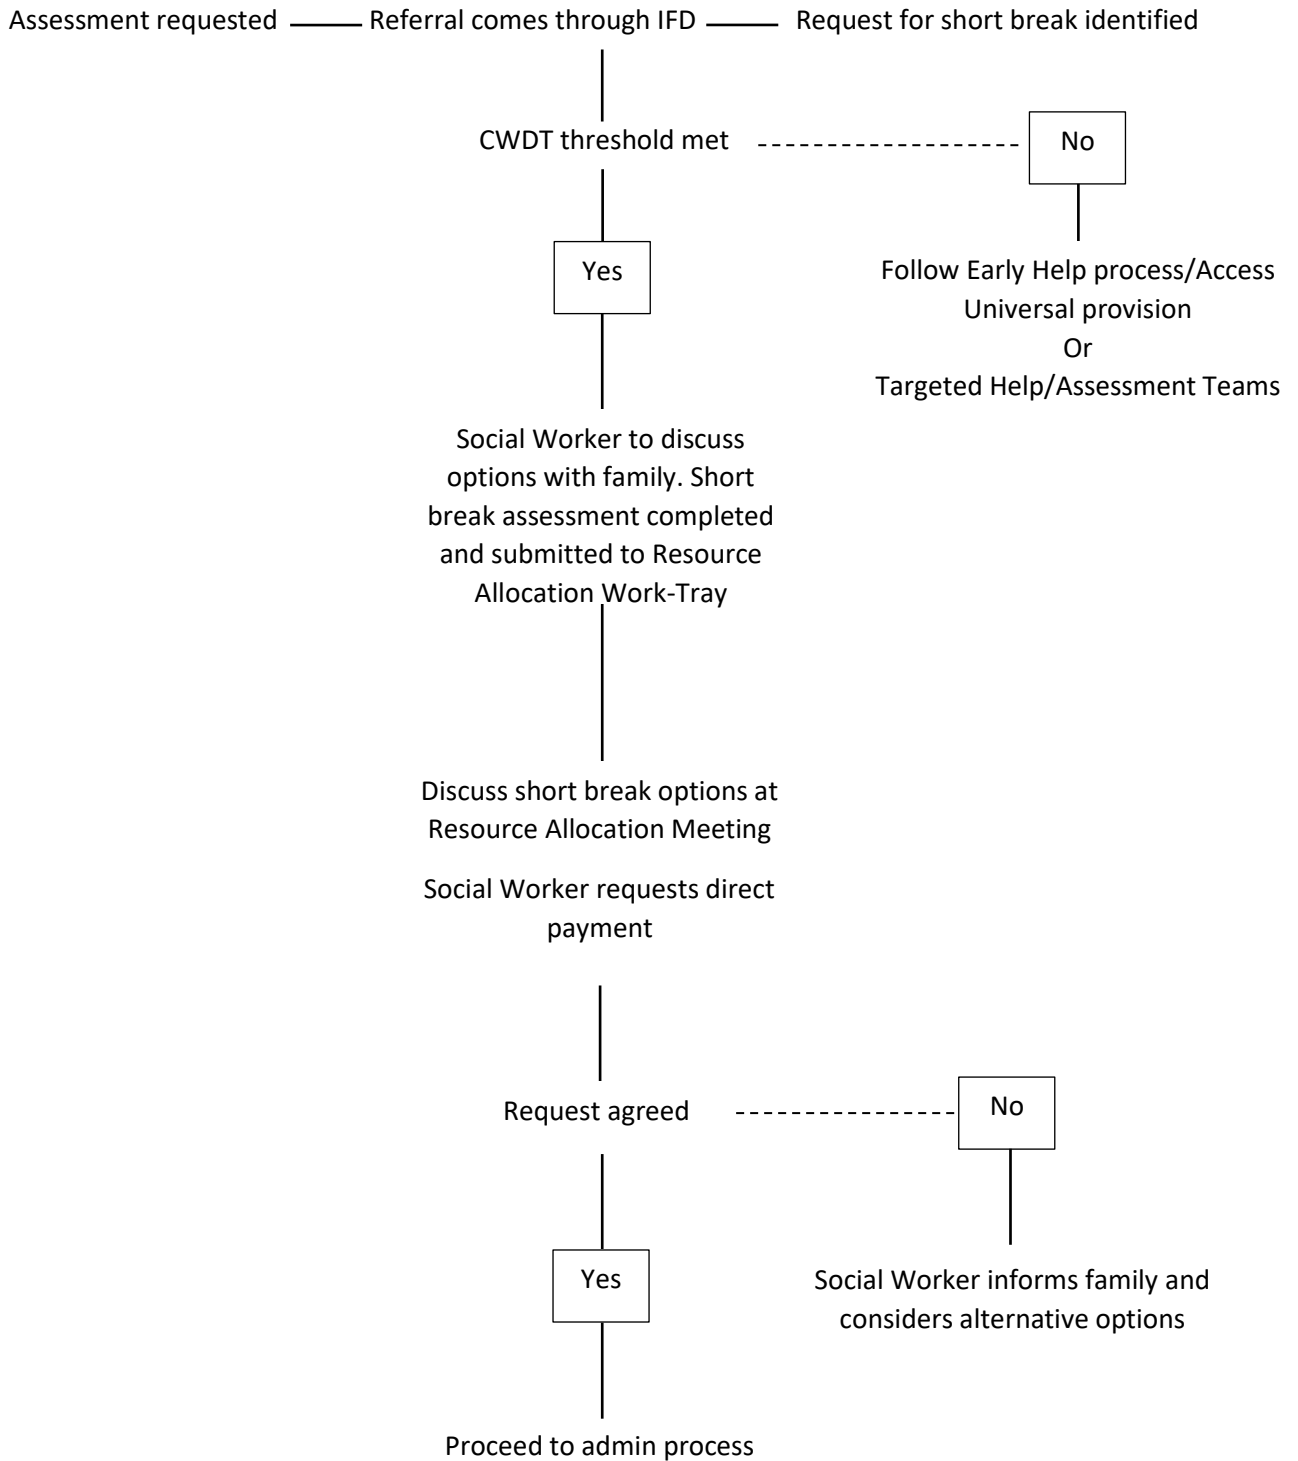 Assessment requested
Referral comes through IFD
Request for short break identified
CWDT threshold met
No
Yes
Follow Early Help process/Access
Universal provision
Or
Targeted Help/Assessment Teams
Social Worker to discuss
options with family. Short
break assessment completed
and submitted to Resource
Allocation Work-Tray
Discuss short break options at
Resource Allocation Meeting
Social Worker requests direct
payment
Request agreed
No
Yes
Social Worker informs family and
considers alternative options
Proceed to admin process